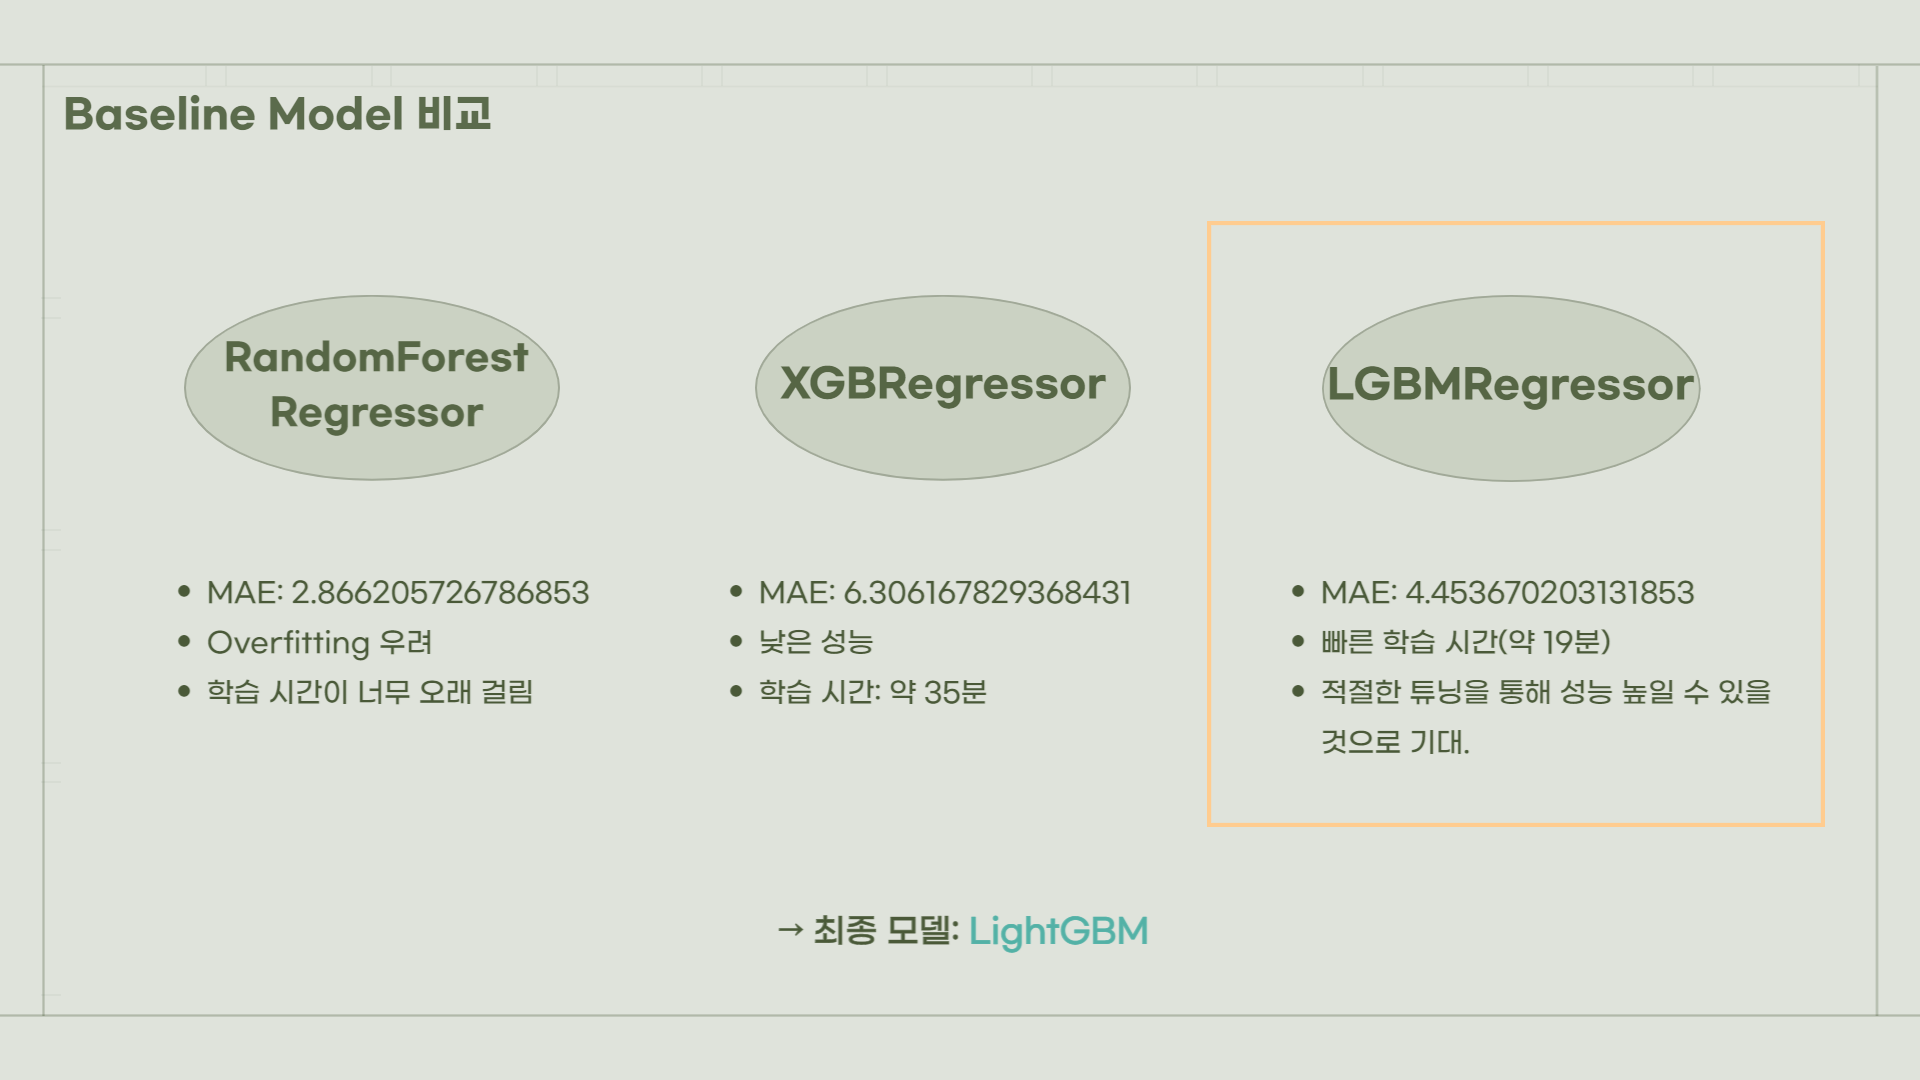 Baseline Model 비교
RandomForest
Regressor
• MAE: 2.866205726786853
• Overfitting 우려
• 학습 시간이 너무 오래 걸림
XGBRegressor
• MAE: 6.306167829368431
• 낮은 성능
• 학습 시간: 약 35분
LGBMRegressor
• MAE: 4.453670203131853
• 빠른 학습 시간(약 19분)
• 적절한 튜닝을 통해 성능 높일 수 있을
것으로 기대.
→ 최종 모델: LightGBM